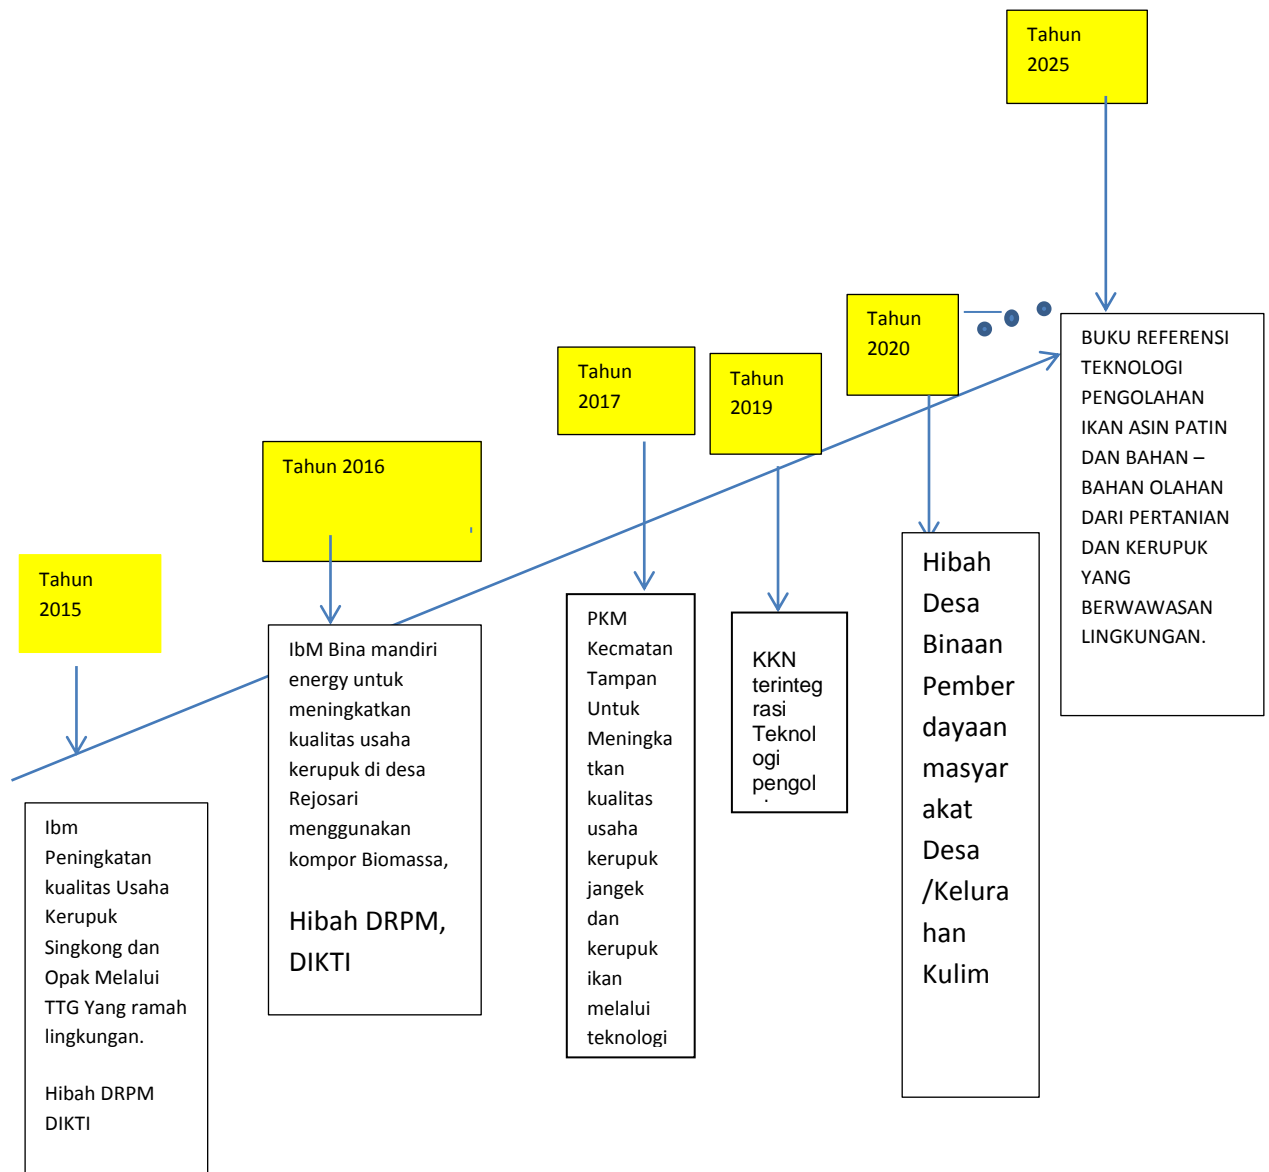 Tahun
2025
Tahun
2020
Tahun
2019
Tahun
2017
Tahun 2016
Tahun
2015
Ibm
Peningkatan
kualitas Usaha
Kerupuk
Singkong dan
Opak Melalui
TTG Yang ramah
lingkungan.
Hibah DRPM
DIKTI
IbM Bina mandiri
energy untuk
meningkatkan
kualitas usaha
kerupuk di desa
Rejosari
menggunakan
kompor Biomassa,
Hibah DRPM,
DIKTI
PKM
Kecmatan
Tampan
Untuk
Meningka
tkan
kualitas
usaha
kerupuk
jangek
dan
kerupuk
ikan
melalui
teknologi
KKN
terinteg
rasi
Teknol
ogi
pengol
Hibah
Desa
Binaan
Pember
dayaan
masyar
akat
Desa
/Kelura
han
Kulim
BUKU REFERENSI
TEKNOLOGI
PENGOLAHAN
IKAN ASIN PATIN
DAN BAHAN –
BAHAN OLAHAN
DARI PERTANIAN
DAN KERUPUK
YANG
BERWAWASAN
LINGKUNGAN.